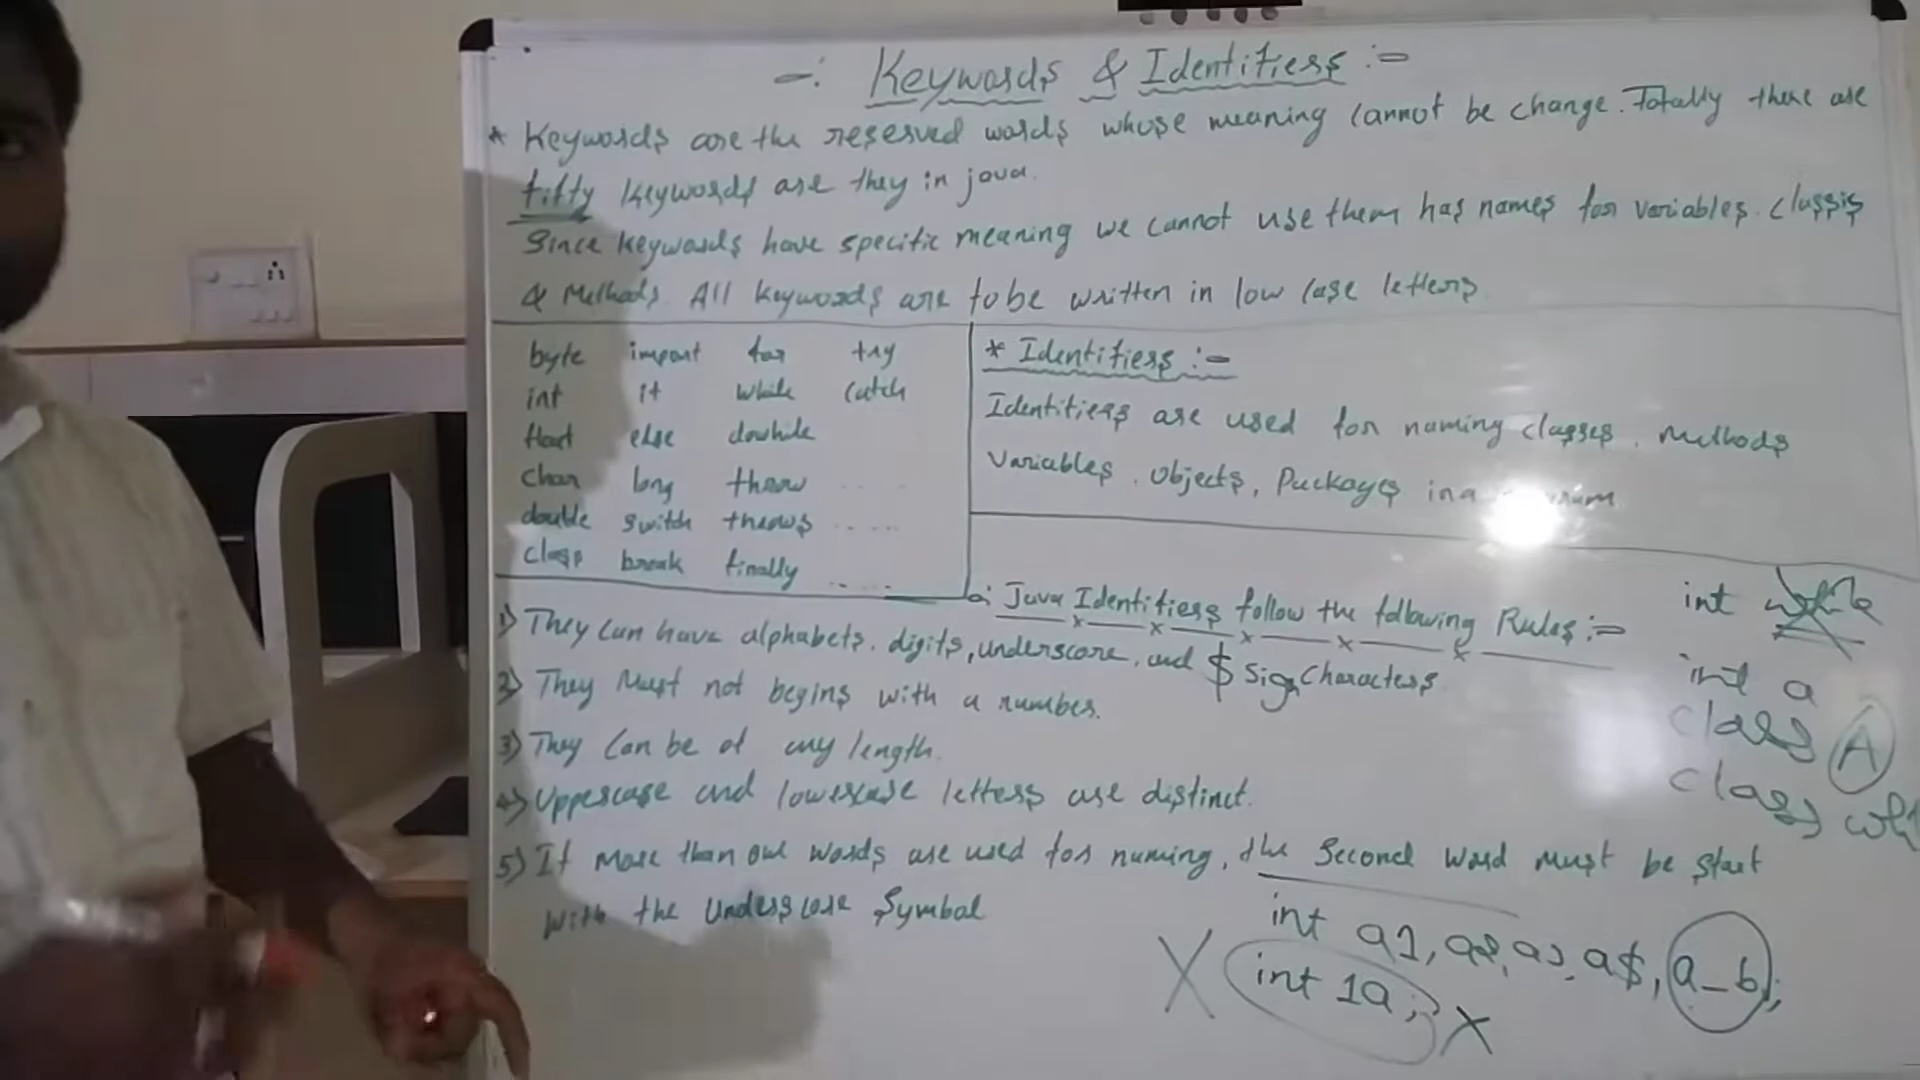 -: Keywords & Identifiers :-
* Keywords are the reserved words whose meaning cannot be change. Totally there are
fifty keywords are they in java.
Since keywords have specific meaning we cannot use them has names for variables. classis
& Methods. All keywords are to be written in low case letters
byte import for try
int if while catch
float else dowhile
char long throw .....
double switch throws .....
class break finally .....
* Identifiers :-
Identifiers are used for naming classes, Methods
Variables, Objects, Packages in a
Java Identifiers follow the following Rules :-
1) They can have alphabets, digits, underscore, and $ sign Characters.
2) They Must not begins with a number.
3) They can be of any length.
4) Uppercase and lowercase letters are distinct.
5) If more than one words are used for naming, the second word must be start
with the underscore Symbol
int while
int a
class A
class whi
int a1, a2, a3, a$, a_b;
X int 1a; X